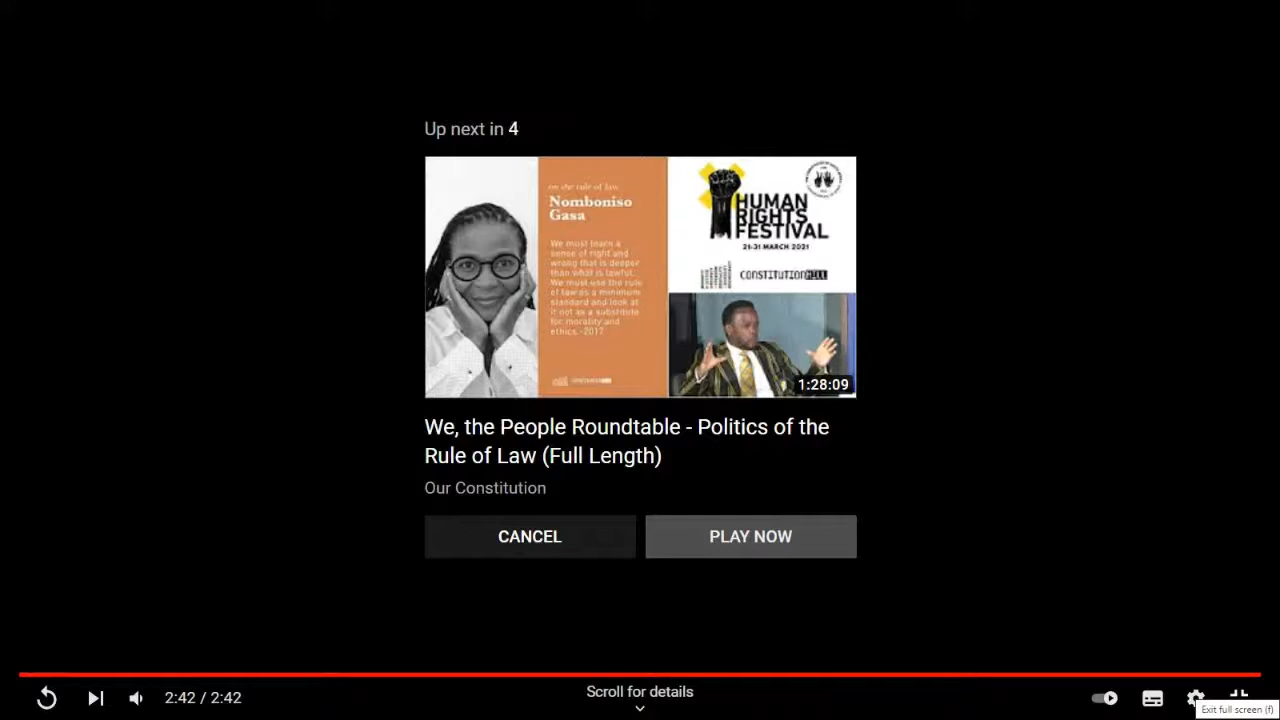 Up next in 4
on the rule of law
Nomboniso
Gasa
We must learn a
sense of right and
wrong that is deeper
than what is lawful.
We must use the rule
of law as a minimum
standard and look at
it not as a substitute
for morality and
ethics. -2017
HUMAN
RIGHTS
FESTIVAL
21-31 MARCH 2021
CONSTITUTION HILL
1:28:09
We, the People Roundtable - Politics of the
Rule of Law (Full Length)
Our Constitution
CANCEL
PLAY NOW
2:42 / 2:42
Scroll for details
Exit full screen (f)